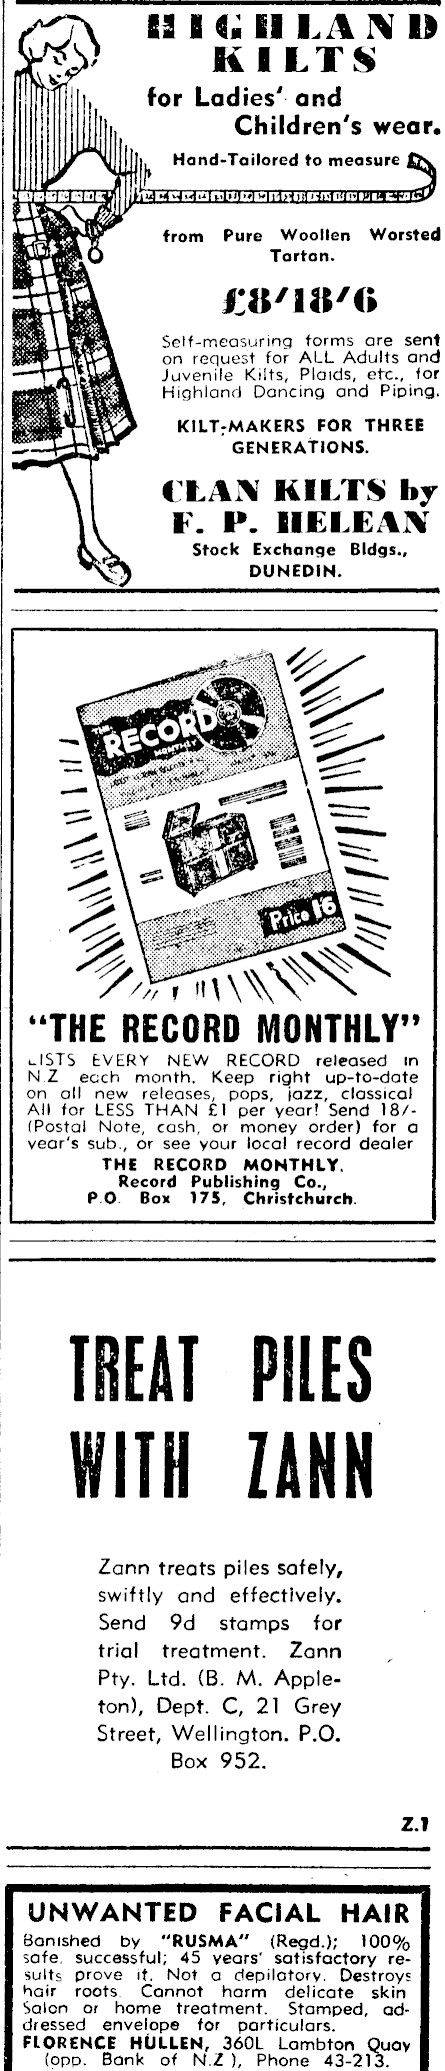 HIGHLAND
KILTS
for Ladies' and
Children's wear.
Hand-Tailored to measure
from Pure Woollen Worsted
Tartan.
£8/18/6
Self-measuring forms are sent
on request for ALL Adults and
Juvenile Kilts, Plaids, etc., for
Highland Dancing and Piping.
KILT-MAKERS FOR THREE
GENERATIONS.
CLAN KILTS by
F. P. HELEAN
Stock Exchange Bldgs.,
DUNEDIN.
THE
RECORD
MONTHLY
Price 1'6
"THE RECORD MONTHLY"
LISTS EVERY NEW RECORD released in
N.Z each month. Keep right up-to-date
on all new releases, pops, jazz, classical
All for LESS THAN £1 per year! Send 18/-
(Postal Note, cash, or money order) for a
year's sub., or see your local record dealer
THE RECORD MONTHLY.
Record Publishing Co.,
P.O. Box 175, Christchurch.
TREAT PILES
WITH ZANN
Zann treats piles safely,
swiftly and effectively.
Send 9d stamps for
trial treatment. Zann
Pty. Ltd. (B. M. Apple-
ton), Dept. C, 21 Grey
Street, Wellington. P.O.
Box 952.
Z.1
UNWANTED FACIAL HAIR
Banished by "RUSMA" (Regd.); 100%
safe, successful; 45 years' satisfactory re-
sults prove it. Not a depilatory. Destroys
hair roots. Cannot harm delicate skin
Salon or home treatment. Stamped, ad-
dressed envelope for particulars.
FLORENCE HULLEN, 360L Lambton Quay
(opp. Bank of N.Z), Phone 43-213.